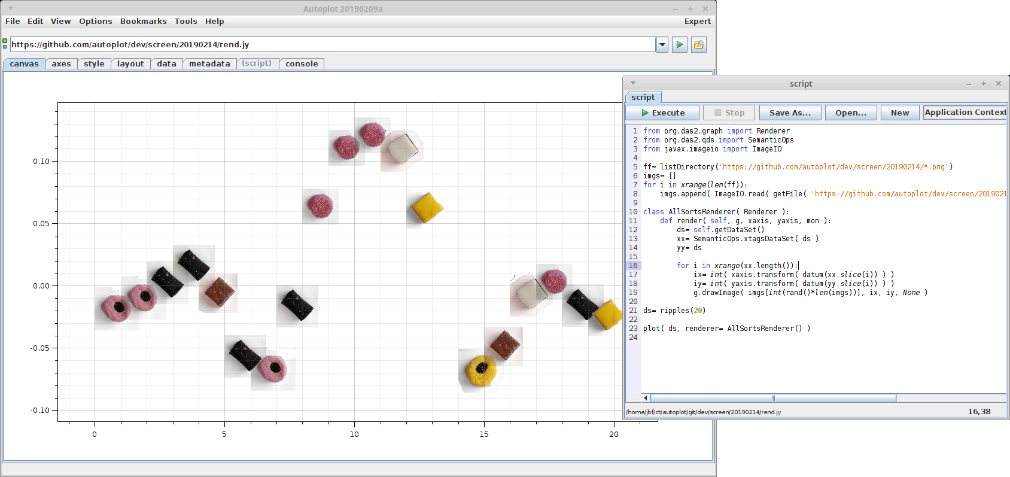 Autoplot 20190209a
File Edit View Options Bookmarks Tools Help Expert
https://github.com/autoplot/dev/screen/20190214/rend.jy
canvas axes style layout data metadata (script) console
0.10
0.05
0.00
-0.05
-0.10
0 5 10 15 20
script
script
Execute Stop Save As... Open... New Application Context
1 from org.das2.graph import Renderer
2 from org.das2.qds import SemanticOps
3 from javax.imageio import ImageIO
4
5 ff= listDirectory('https://github.com/autoplot/dev/screen/20190214/*.png')
6 imgs= []
7 for i in xrange(len(ff)):
8 imgs.append( ImageIO.read( getFile( 'https://github.com/autoplot/dev/screen/2019021
9
10 class AllSortsRenderer( Renderer ):
11 def render( self, g, xaxis, yaxis, mon ):
12 ds= self.getDataSet()
13 xx= SemanticOps.xtagsDataSet( ds )
14 yy= ds
15
16 for i in xrange(xx.length()):
17 ix= int( xaxis.transform( datum(xx.slice(i)) ) )
18 iy= int( yaxis.transform( datum(yy.slice(i)) ) )
19 g.drawImage( imgs[int(rand()*len(imgs))], ix, iy, None )
20
21 ds= ripples(20)
22
23 plot( ds, renderer= AllSortsRenderer() )
24
/home/jbf/ct/autoplot/git/dev/screen/20190214/rend.jy 16,38